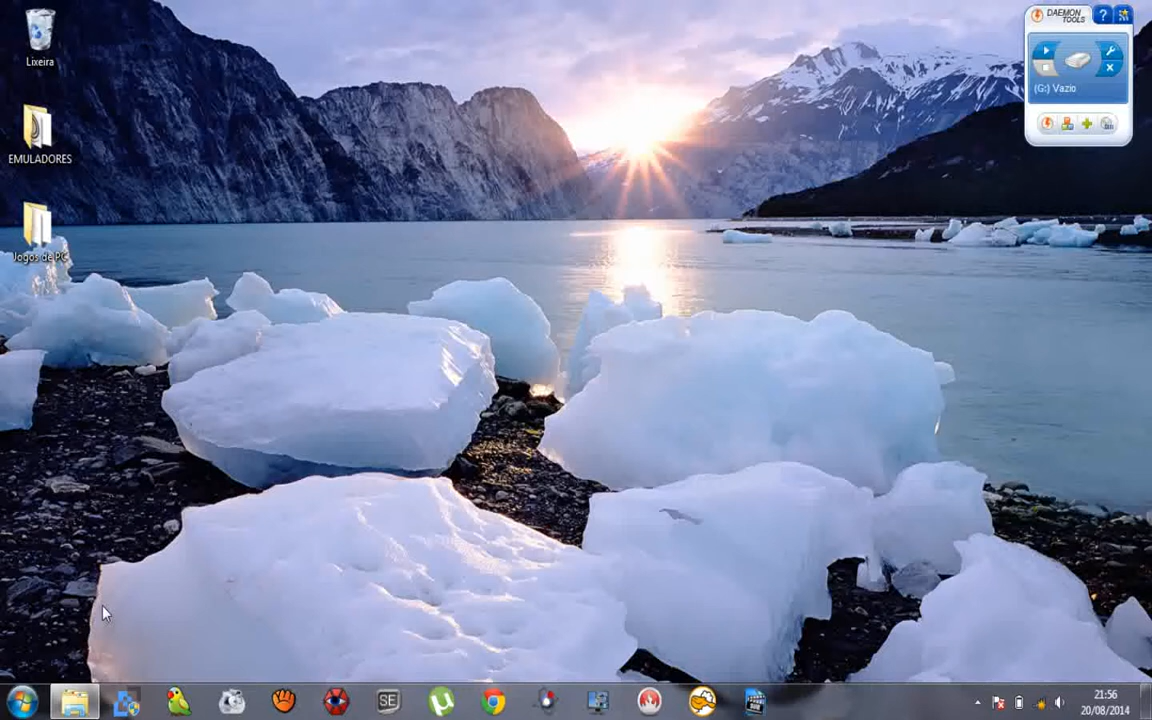 Lixeira
EMULADORES
Jogos de PC
DAEMON
TOOLS
?
(G:) Vazio
SE
21:56
20/08/2014